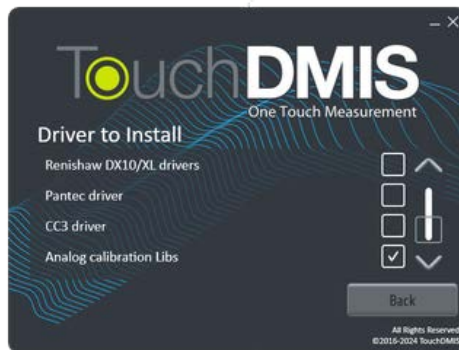 TouchDMIS
One Touch Measurement
Driver to Install
Renishaw DX10/XL drivers
Pantec driver
CC3 driver
Analog calibration Libs
Back
All Rights Reserved
©2016-2024 TouchDMIS